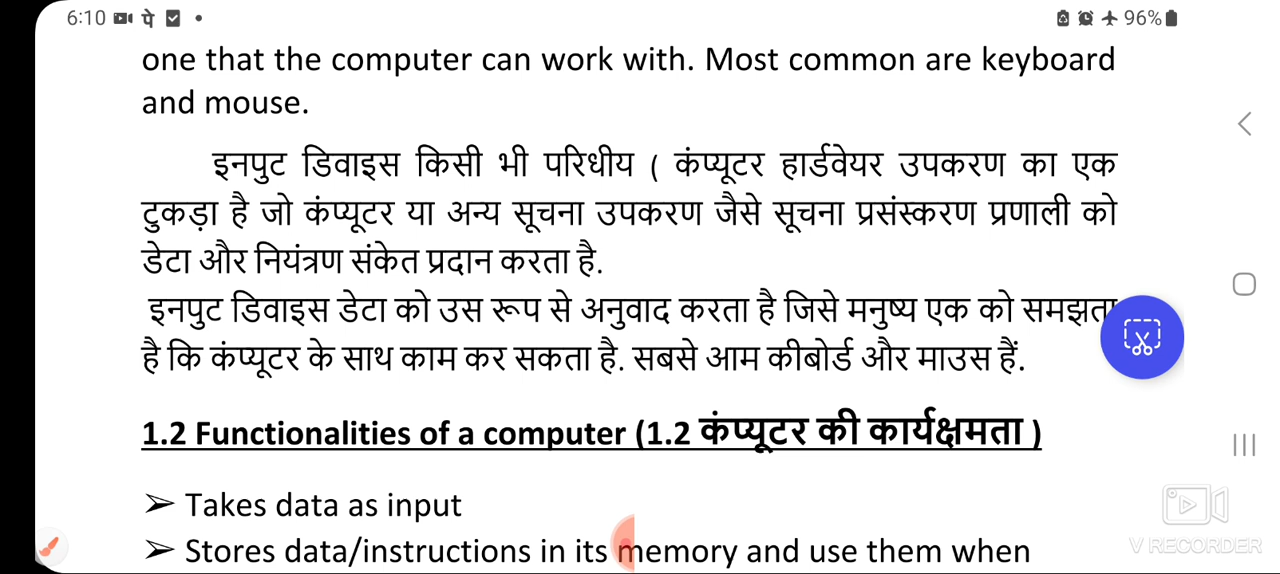 6:10 पे 96%
one that the computer can work with. Most common are keyboard
and mouse.
इनपुट डिवाइस किसी भी परिधीय ( कंप्यूटर हार्डवेयर उपकरण का एक
टुकड़ा है जो कंप्यूटर या अन्य सूचना उपकरण जैसे सूचना प्रसंस्करण प्रणाली को
डेटा और नियंत्रण संकेत प्रदान करता है.
इनपुट डिवाइस डेटा को उस रूप से अनुवाद करता है जिसे मनुष्य एक को समझता
है कि कंप्यूटर के साथ काम कर सकता है. सबसे आम कीबोर्ड और माउस हैं.
1.2 Functionalities of a computer (1.2 कंप्यूटर की कार्यक्षमता )
➢ Takes data as input
➢ Stores data/instructions in its memory and use them when
V RECORDER